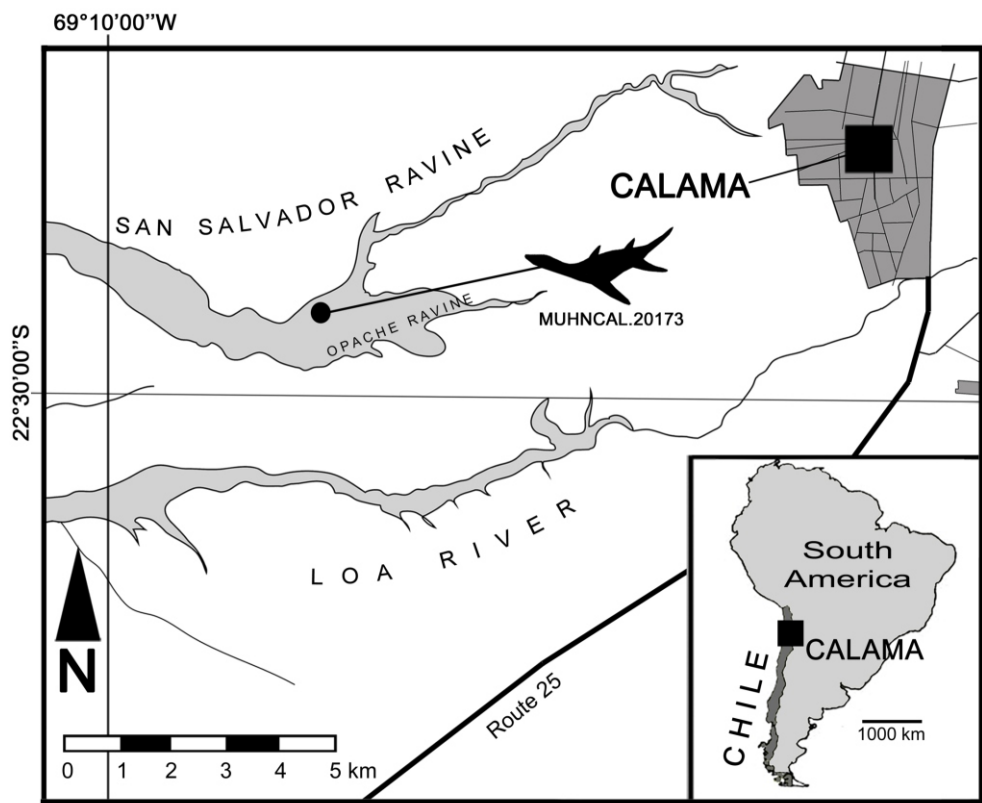 69°10'00''W
SAN SALVADOR RAVINE
CALAMA
OPACHE RAVINE
MUHNCAL.20173
22°30'00''S
LOA RIVER
N
Route 25
0 1 2 3 4 5 km
South
America
CALAMA
CHILE
1000 km